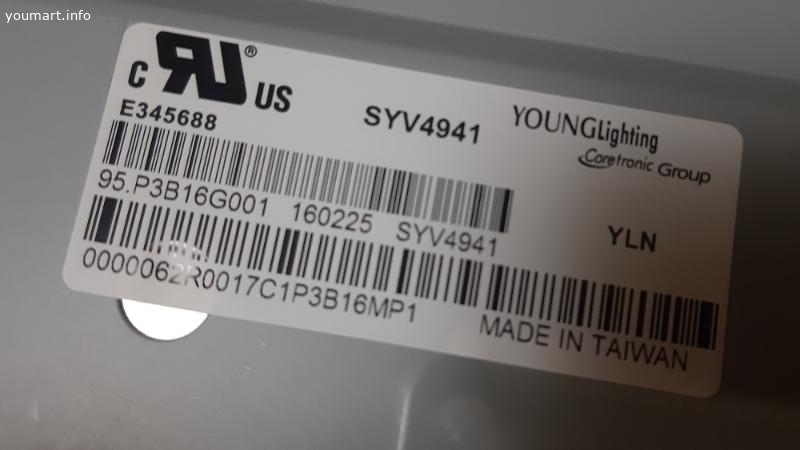 youmart.info
C RU® US
E345688
SYV4941
YOUNGLighting
Coretronic Group
95.P3B16G001 160225 SYV4941
YLN
0000062R0017C1P3B16MP1
MADE IN TAIWAN